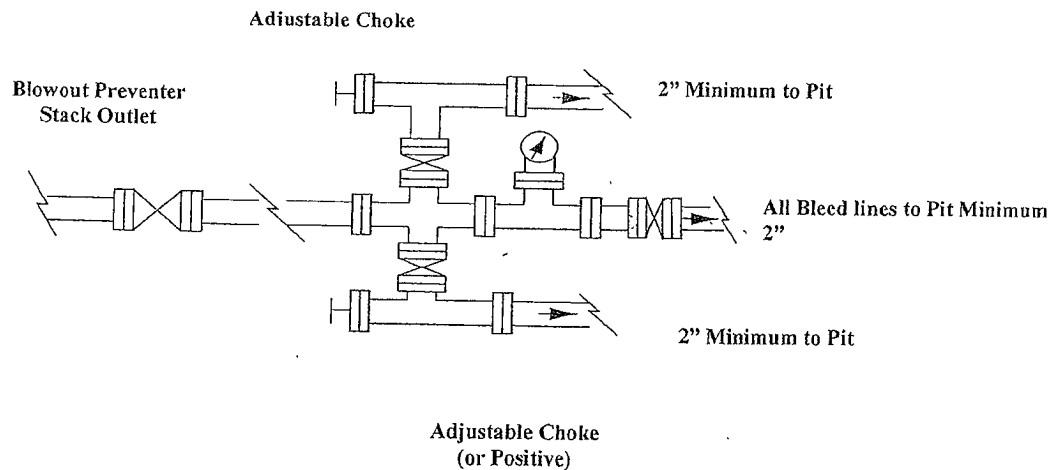 Adiustable Choke
Blowout Preventer
Stack Outlet
2” Minimum to Pit
All Bleed lines to Pit Minimum
2”
2” Minimum to Pit
Adjustable Choke
(or Positive)